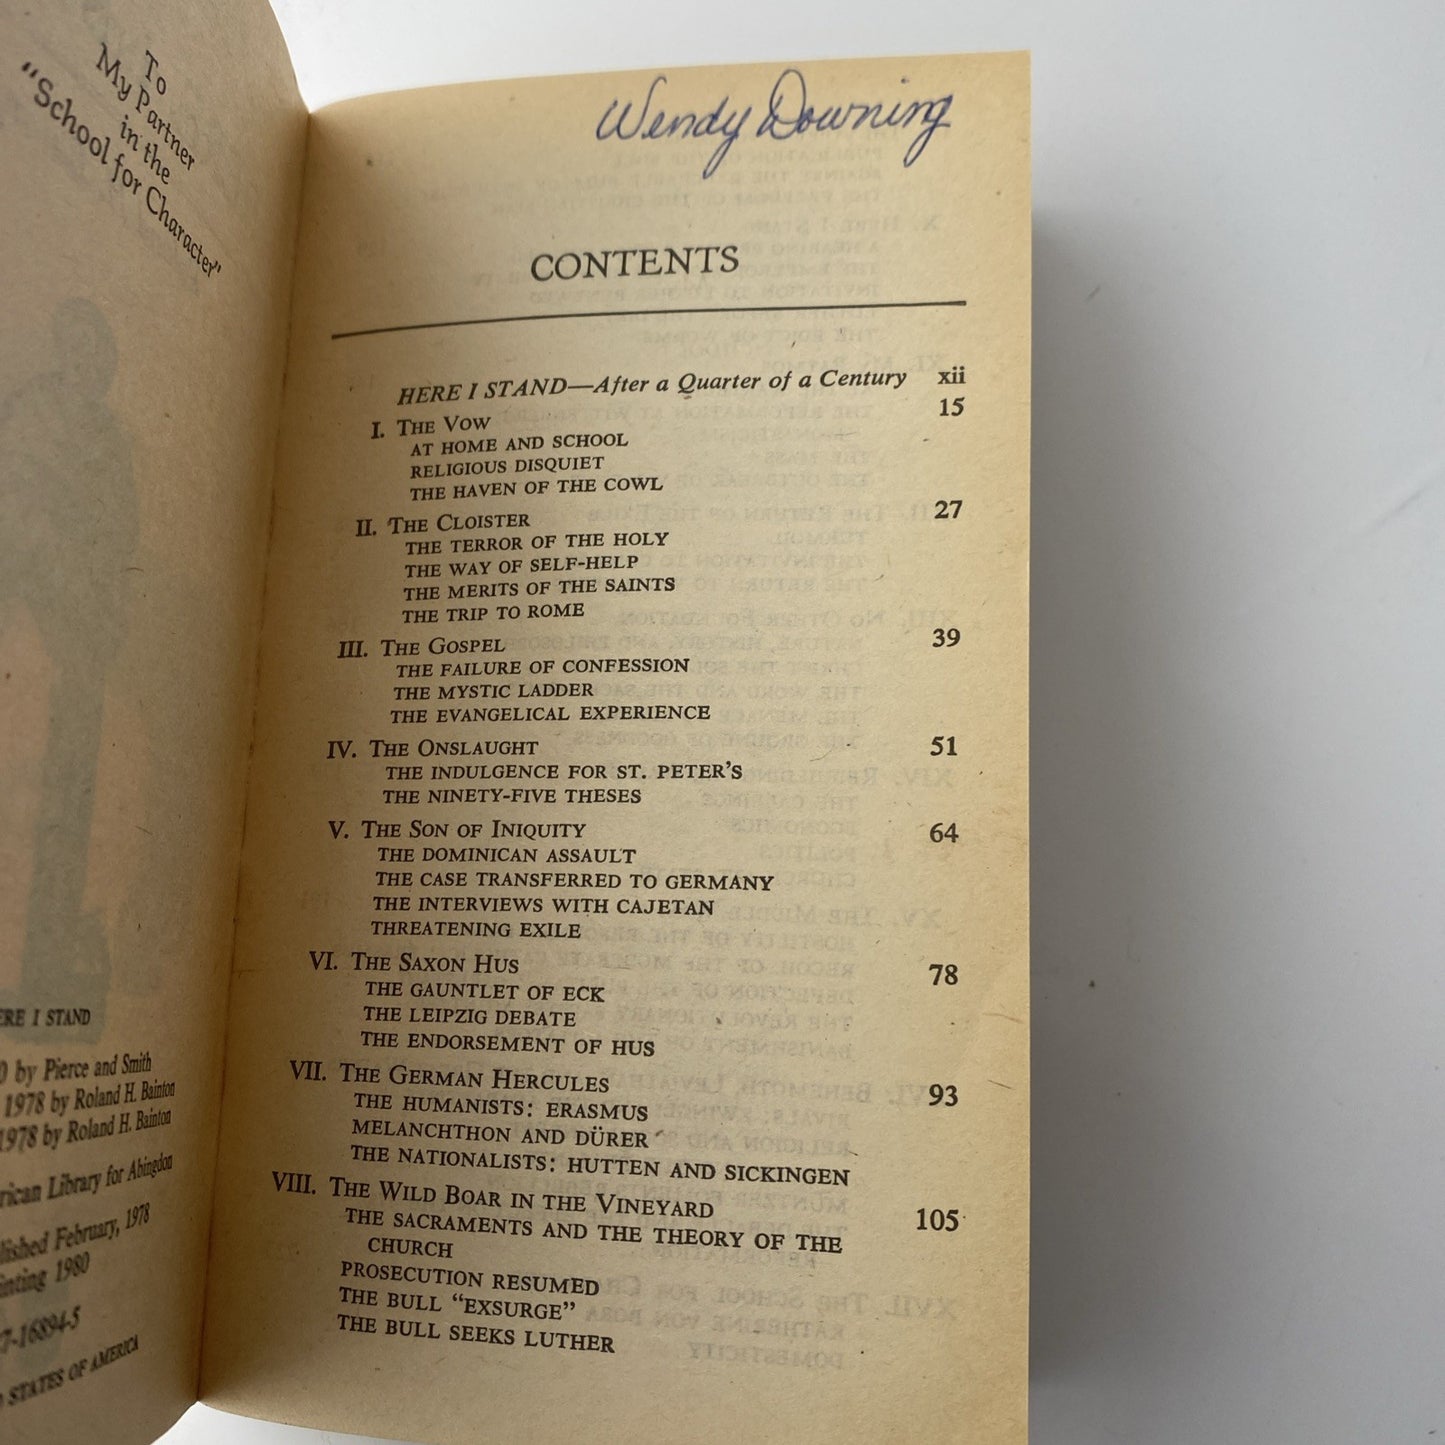 To
My Partner
in the
"School for Character"
ERE I STAND
0 by Pierce and Smith
1978 by Roland H. Bainton
1978 by Roland H. Bainton
rican Library for Abingdon
lished February, 1978
inting 1980
7-16894-5
STATES OF AMERICA
Wendy Downing
CONTENTS
HERE I STAND—After a Quarter of a Century xii
I. THE VOW 15
AT HOME AND SCHOOL
RELIGIOUS DISQUIET
THE HAVEN OF THE COWL
II. THE CLOISTER 27
THE TERROR OF THE HOLY
THE WAY OF SELF-HELP
THE MERITS OF THE SAINTS
THE TRIP TO ROME
III. THE GOSPEL 39
THE FAILURE OF CONFESSION
THE MYSTIC LADDER
THE EVANGELICAL EXPERIENCE
IV. THE ONSLAUGHT 51
THE INDULGENCE FOR ST. PETER'S
THE NINETY-FIVE THESES
V. THE SON OF INIQUITY 64
THE DOMINICAN ASSAULT
THE CASE TRANSFERRED TO GERMANY
THE INTERVIEWS WITH CAJETAN
THREATENING EXILE
VI. THE SAXON HUS 78
THE GAUNTLET OF ECK
THE LEIPZIG DEBATE
THE ENDORSEMENT OF HUS
VII. THE GERMAN HERCULES 93
THE HUMANISTS: ERASMUS
MELANCHTHON AND DÜRER
THE NATIONALISTS: HUTTEN AND SICKINGEN
VIII. THE WILD BOAR IN THE VINEYARD 105
THE SACRAMENTS AND THE THEORY OF THE
CHURCH
PROSECUTION RESUMED
THE BULL "EXSURGE"
THE BULL SEEKS LUTHER